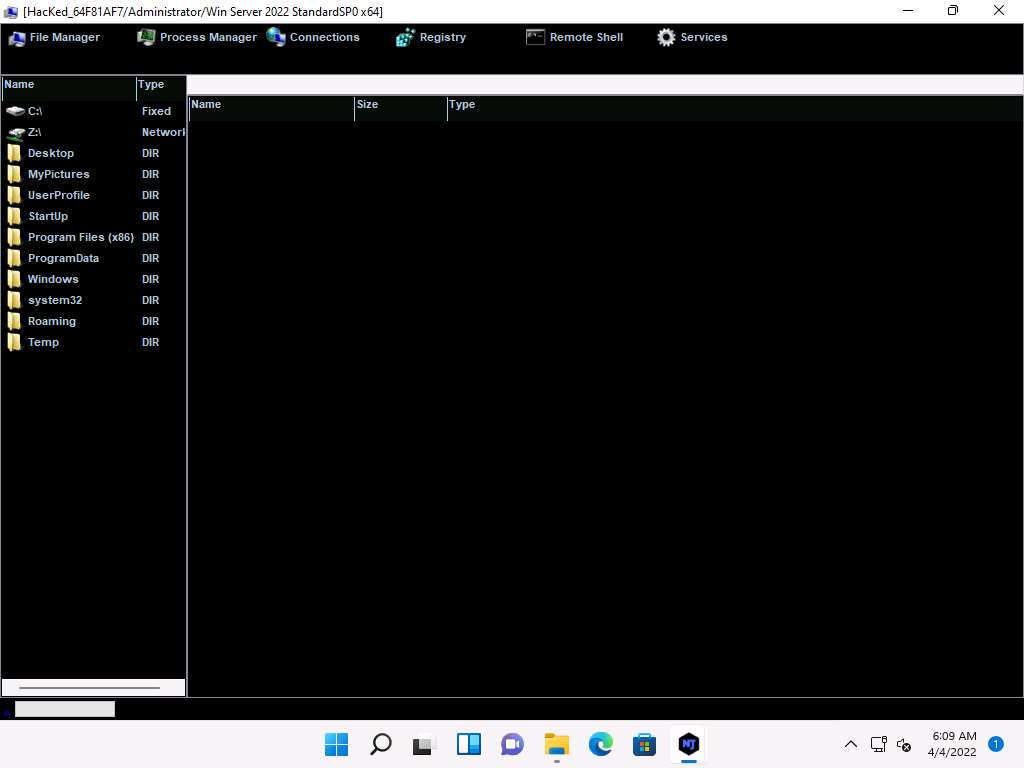 [HacKed_64F81AF7/Administrator/Win Server 2022 StandardSP0 x64]
File Manager Process Manager Connections Registry Remote Shell Services
Name Type
Name Size Type
C:\ Fixed
Z:\ Network
Desktop DIR
MyPictures DIR
UserProfile DIR
StartUp DIR
Program Files (x86) DIR
ProgramData DIR
Windows DIR
system32 DIR
Roaming DIR
Temp DIR
NT
6:09 AM
4/4/2022
1